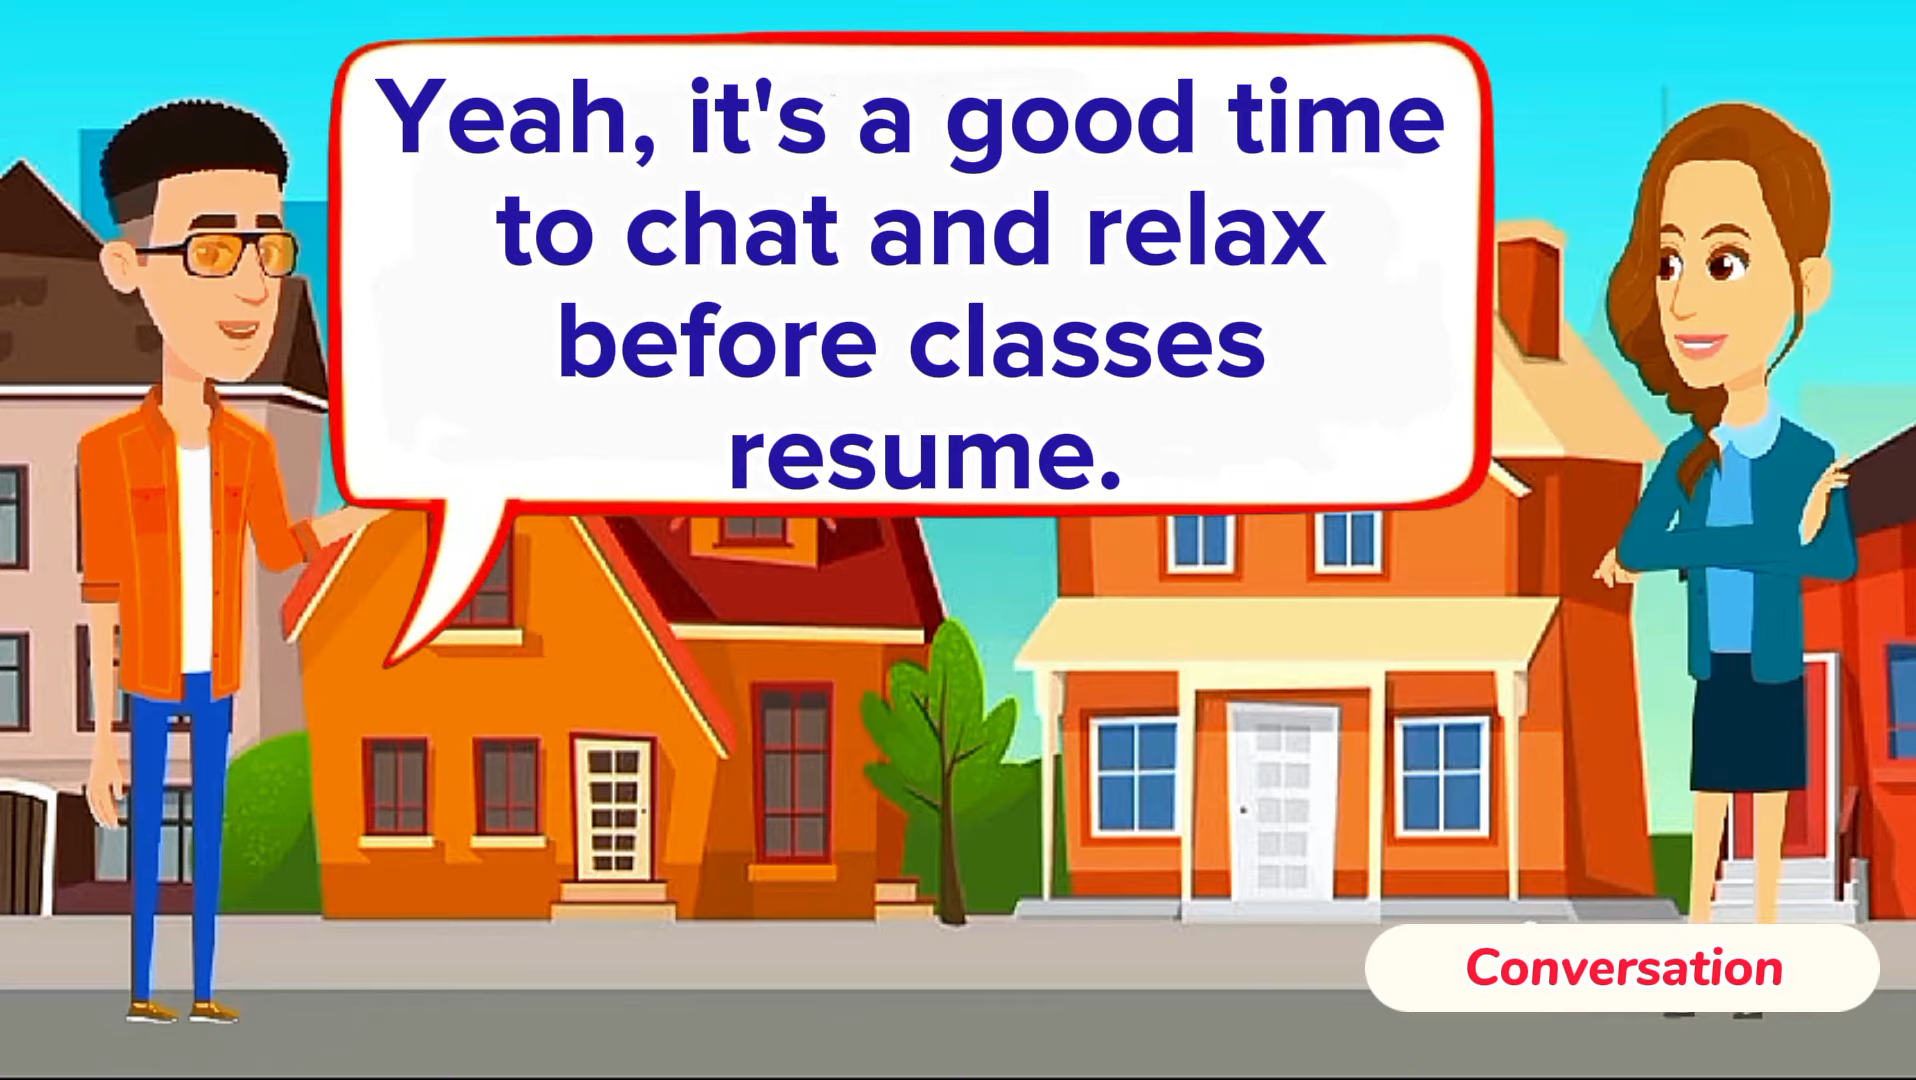 Yeah, it's a good time
to chat and relax
before classes
resume.
Conversation